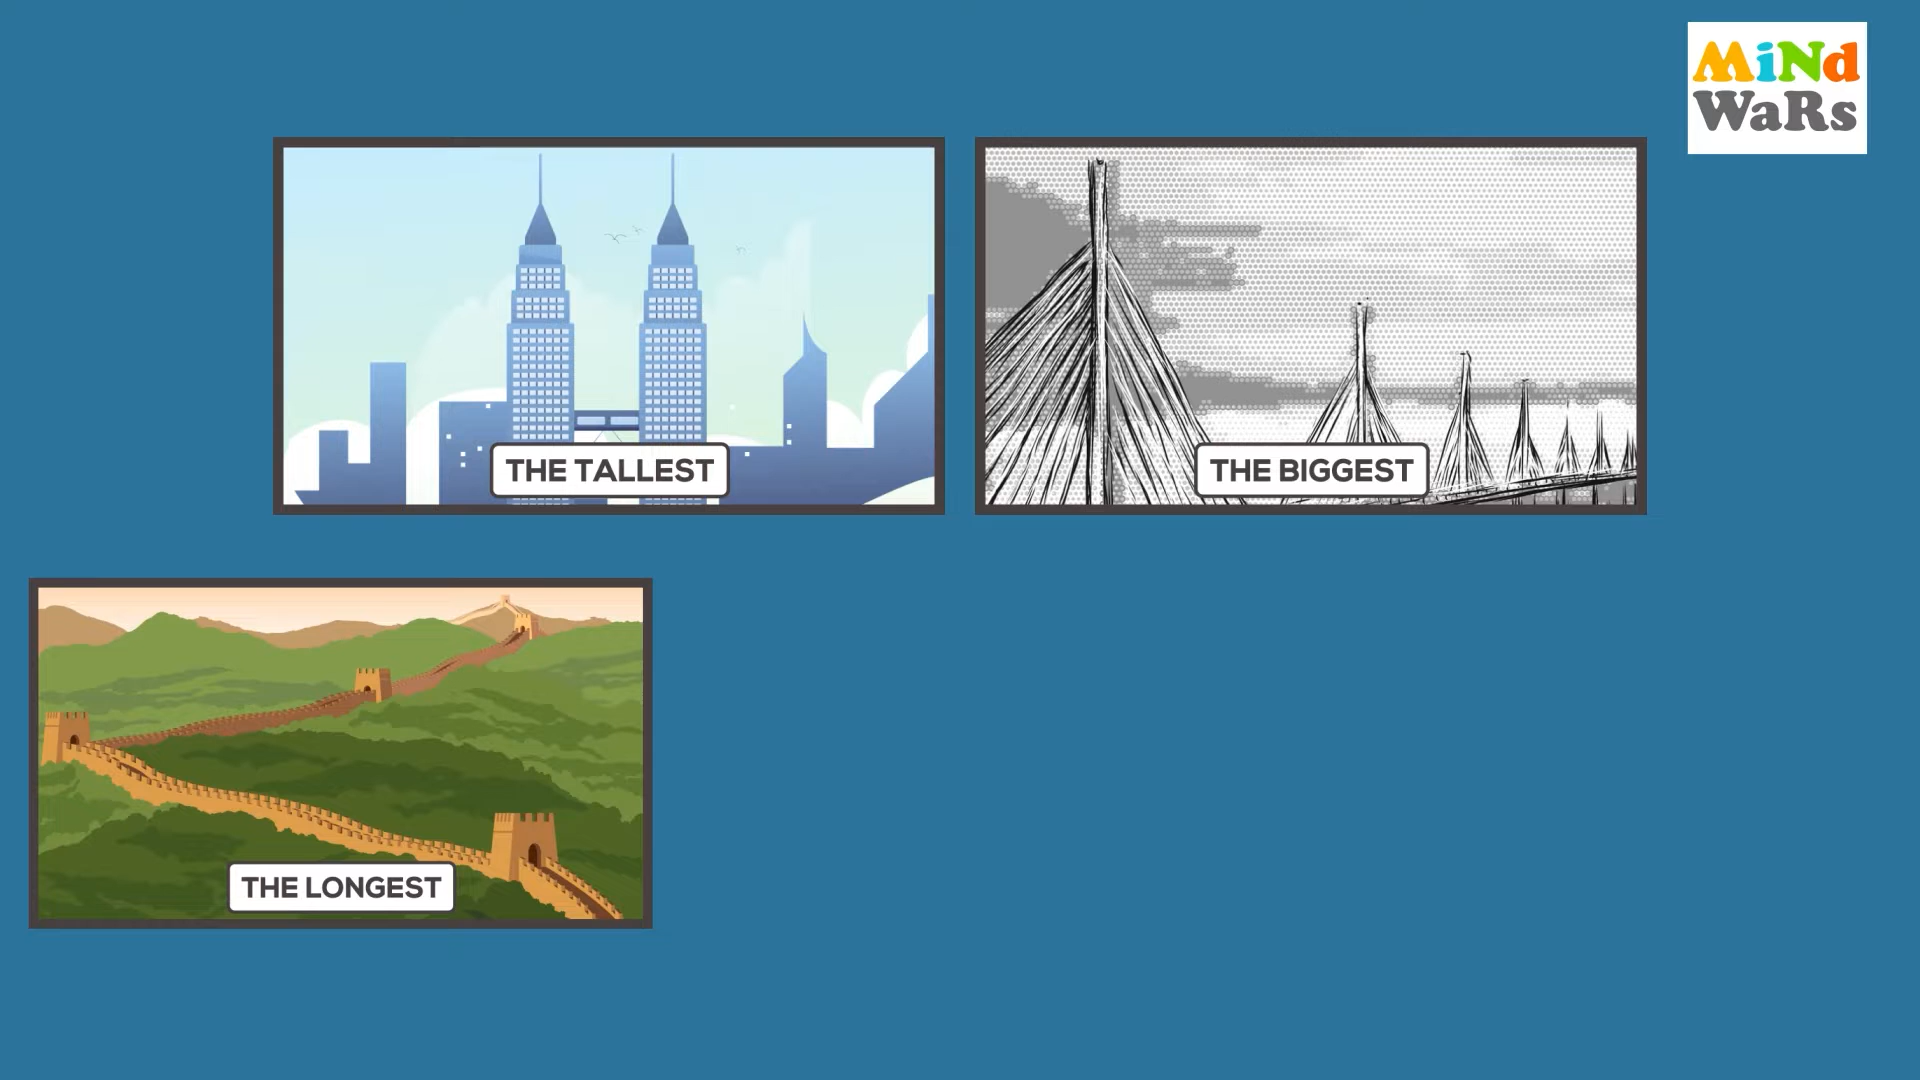 MiNd
WaRs
THE TALLEST
THE BIGGEST
THE LONGEST